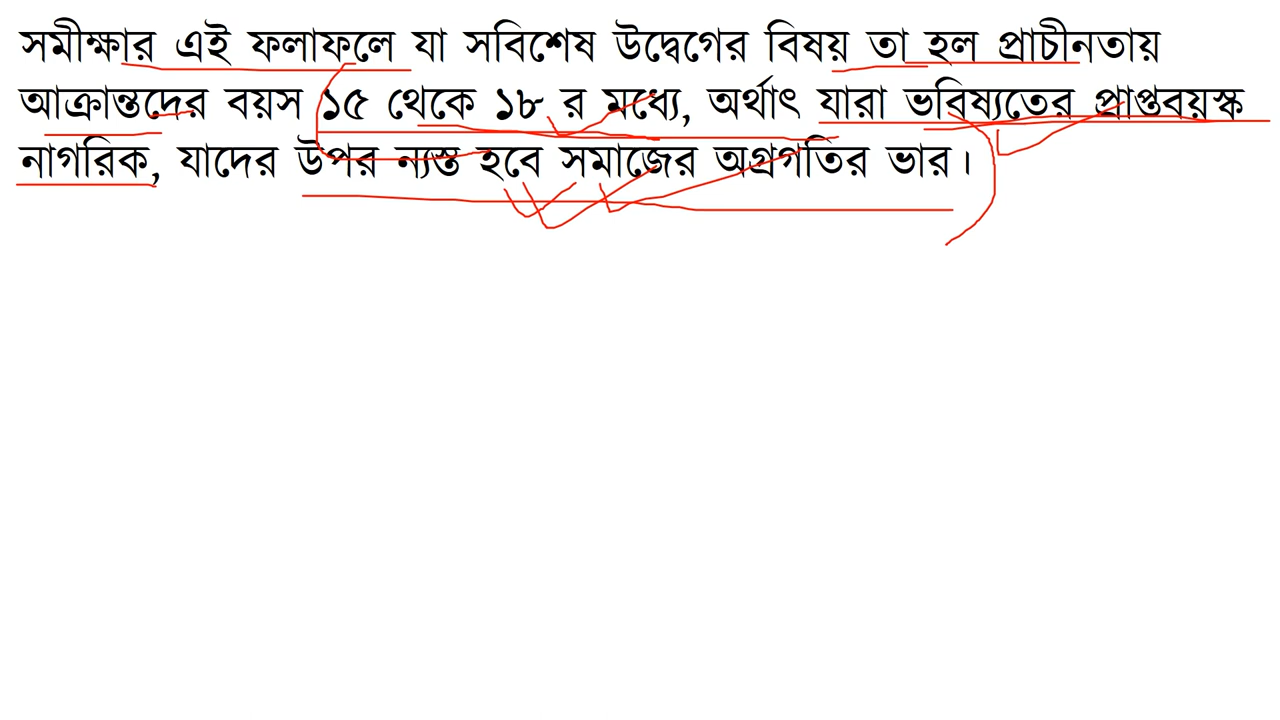 সমীক্ষার এই ফলাফলে যা সবিশেষ উদ্বেগের বিষয় তা হল প্রাচীনতায়
আক্রান্তদের বয়স ১৫ থেকে ১৮ র মধ্যে, অর্থাৎ যারা ভবিষ্যতের প্রাপ্তবয়স্ক
নাগরিক, যাদের উপর ন্যস্ত হবে সমাজের অগ্রগতির ভার।